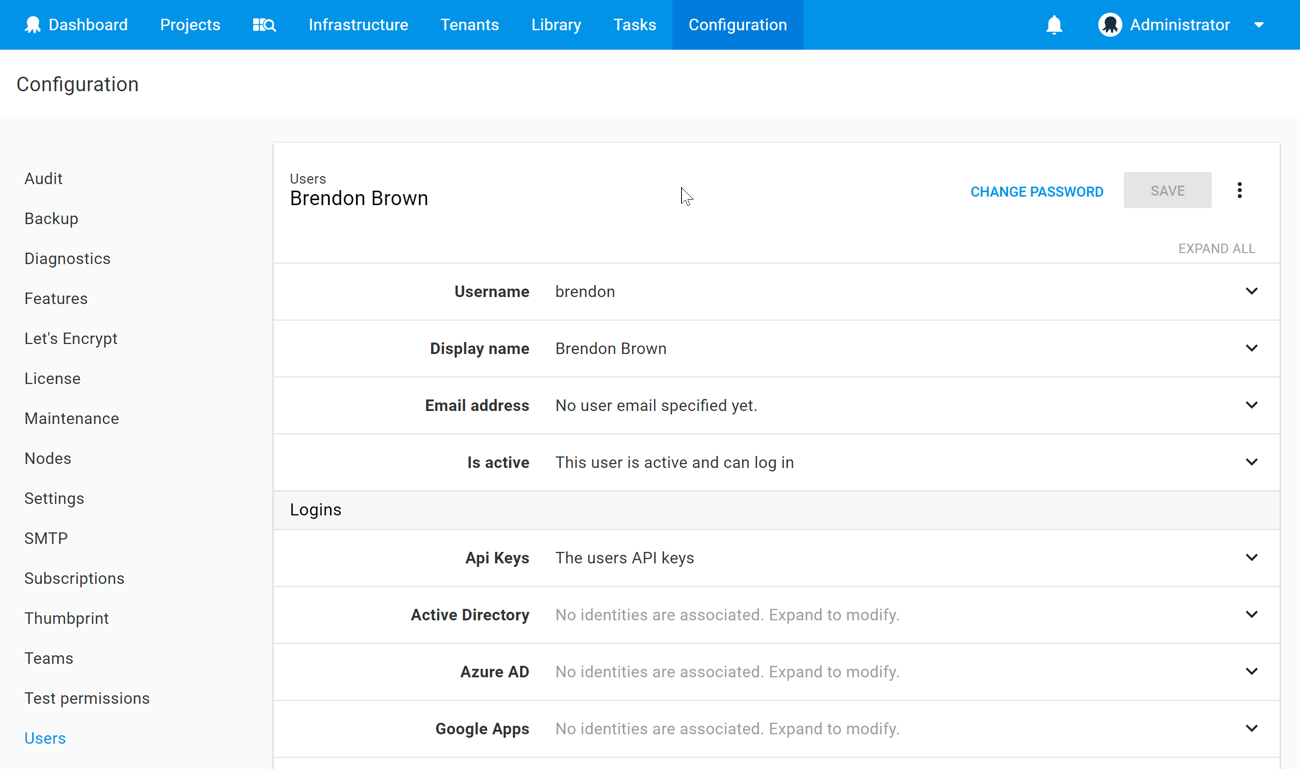 Dashboard Projects Infrastructure Tenants Library Tasks Configuration Administrator
Configuration
Audit
Backup
Diagnostics
Features
Let's Encrypt
License
Maintenance
Nodes
Settings
SMTP
Subscriptions
Thumbprint
Teams
Test permissions
Users
Users
Brendon Brown
CHANGE PASSWORD SAVE
EXPAND ALL
Username brendon
Display name Brendon Brown
Email address No user email specified yet.
Is active This user is active and can log in
Logins
Api Keys The users API keys
Active Directory No identities are associated. Expand to modify.
Azure AD No identities are associated. Expand to modify.
Google Apps No identities are associated. Expand to modify.